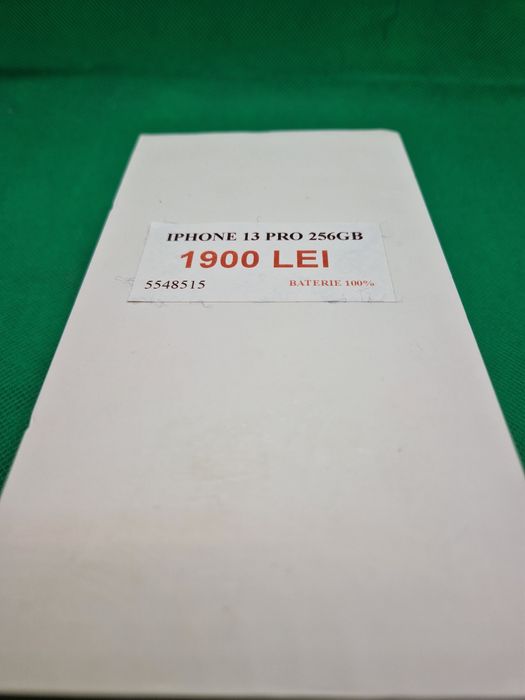 IPHONE 13 PRO 256GB
1900 LEI
5548515 BATERIE 100%